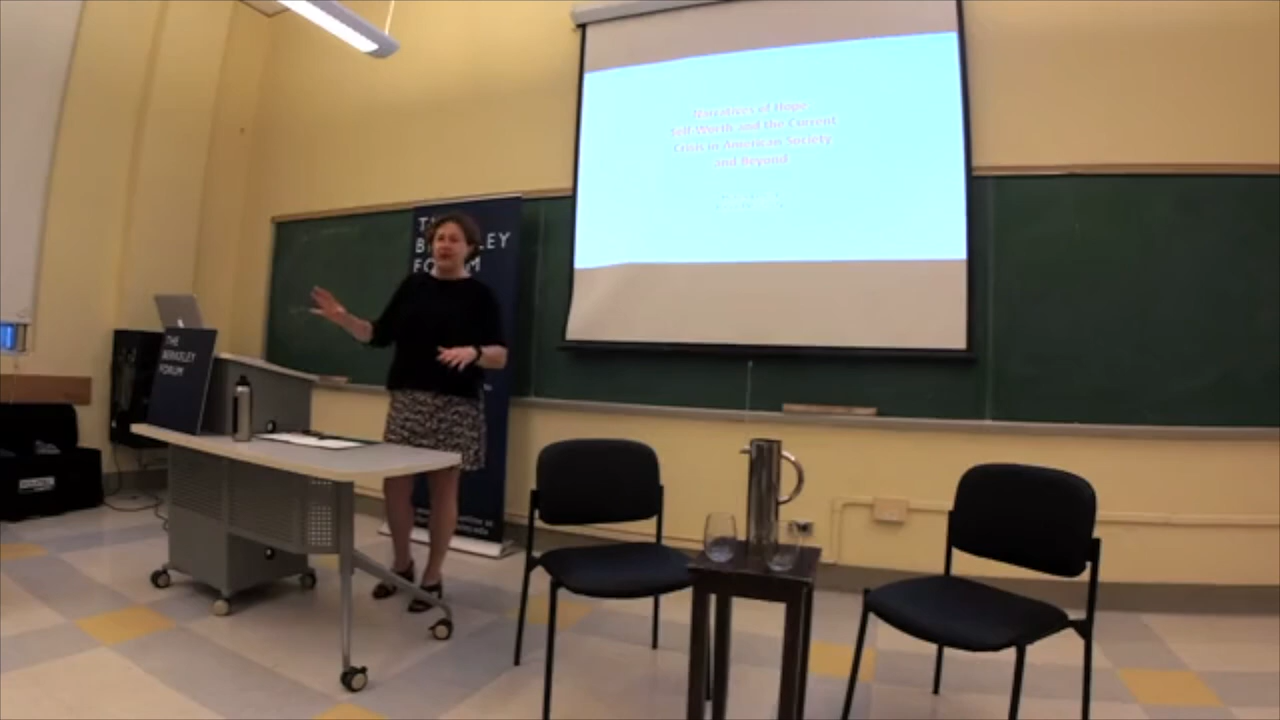 Narratives of Hope:
Self-Worth and the Current
Crisis in American Society
and Beyond
THE
FORUM
THE
BERKELEY
FORUM